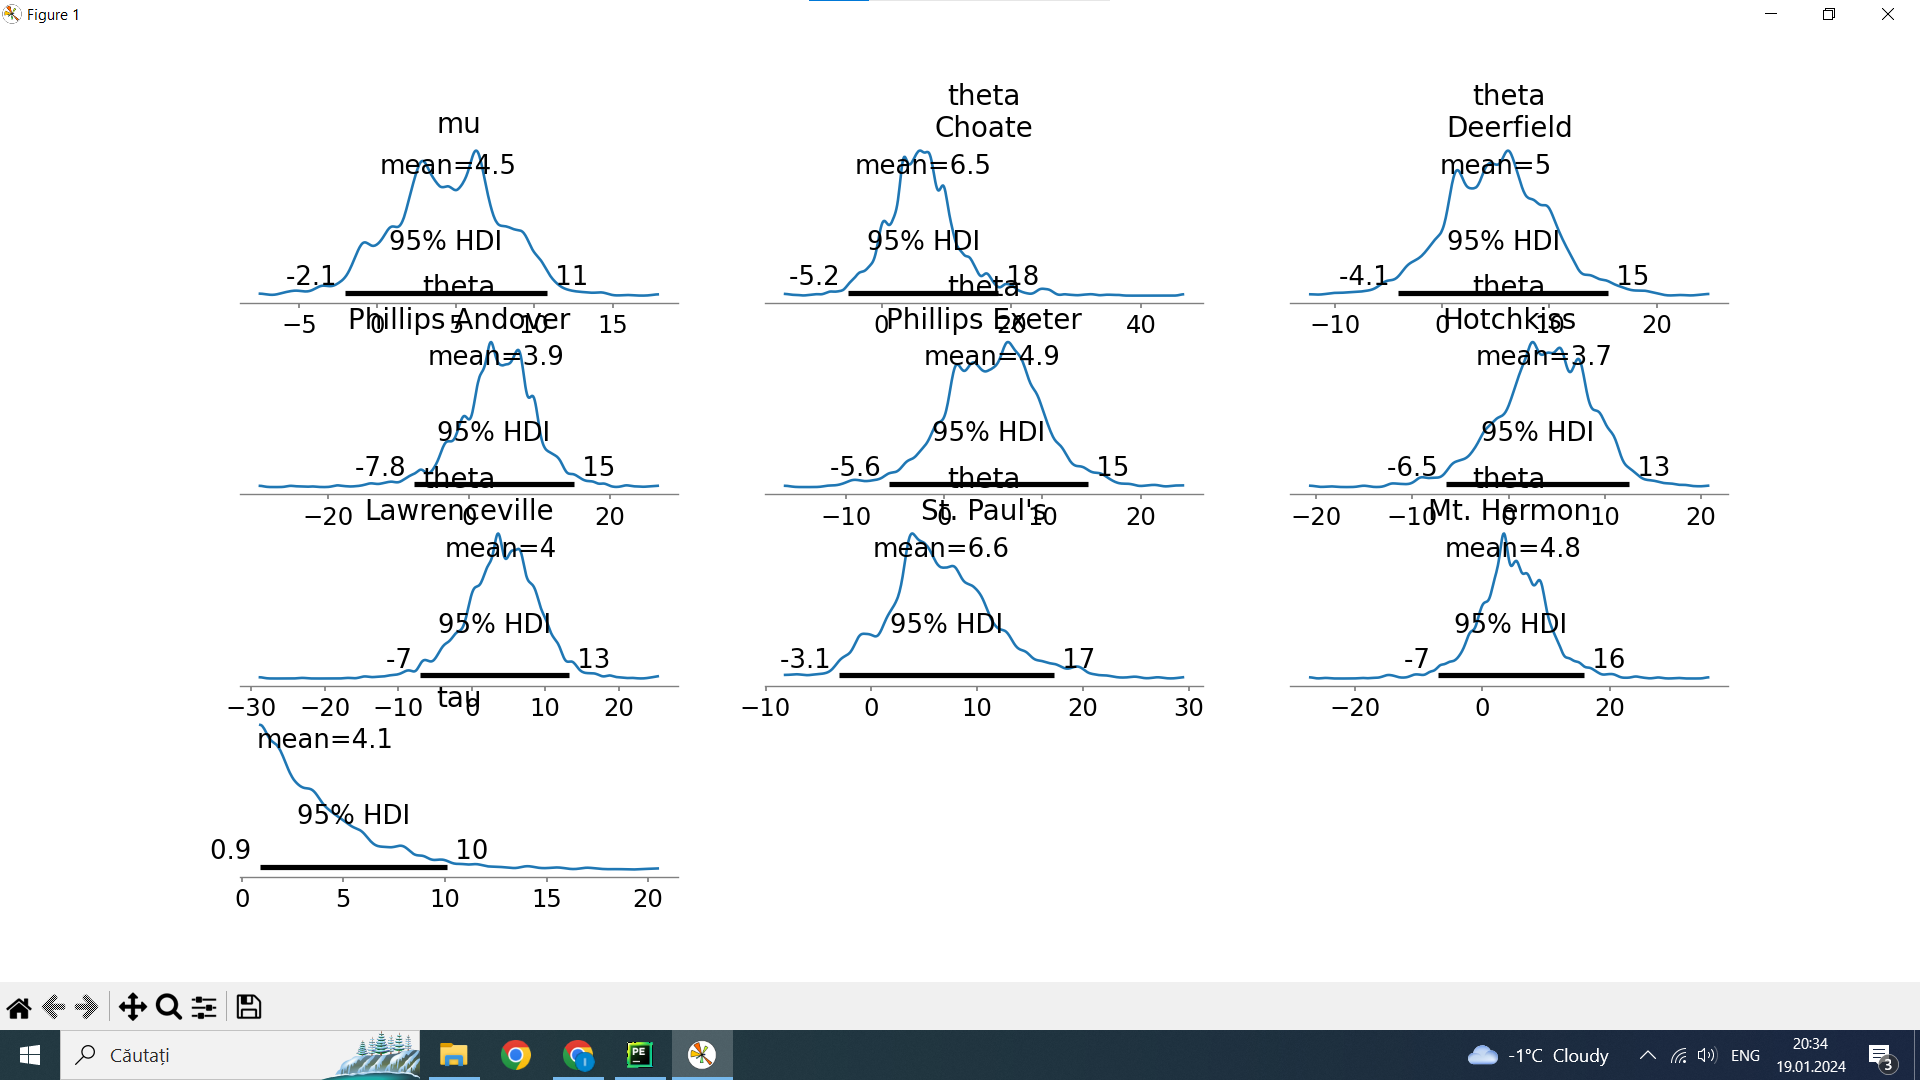 Figure 1
mu
mean=4.5
95% HDI
-2.1 11
−5 0 5 10 15
theta
Choate
mean=6.5
95% HDI
-5.2 18
0 20 40
theta
Deerfield
mean=5
95% HDI
-4.1 15
−10 0 10 20
theta
Phillips Andover
mean=3.9
95% HDI
-7.8 15
−20 0 20
theta
Phillips Exeter
mean=4.9
95% HDI
-5.6 15
−10 0 10 20
theta
Hotchkiss
mean=3.7
95% HDI
-6.5 13
−20 −10 0 10 20
theta
Lawrenceville
mean=4
95% HDI
-7 13
−30 −20 −10 0 10 20
theta
St. Paul's
mean=6.6
95% HDI
-3.1 17
−10 0 10 20 30
theta
Mt. Hermon
mean=4.8
95% HDI
-7 16
−20 0 20
tau
mean=4.1
95% HDI
0.9 10
0 5 10 15 20
Căutați
PE
-1°C Cloudy
ENG
20:34
19.01.2024
3